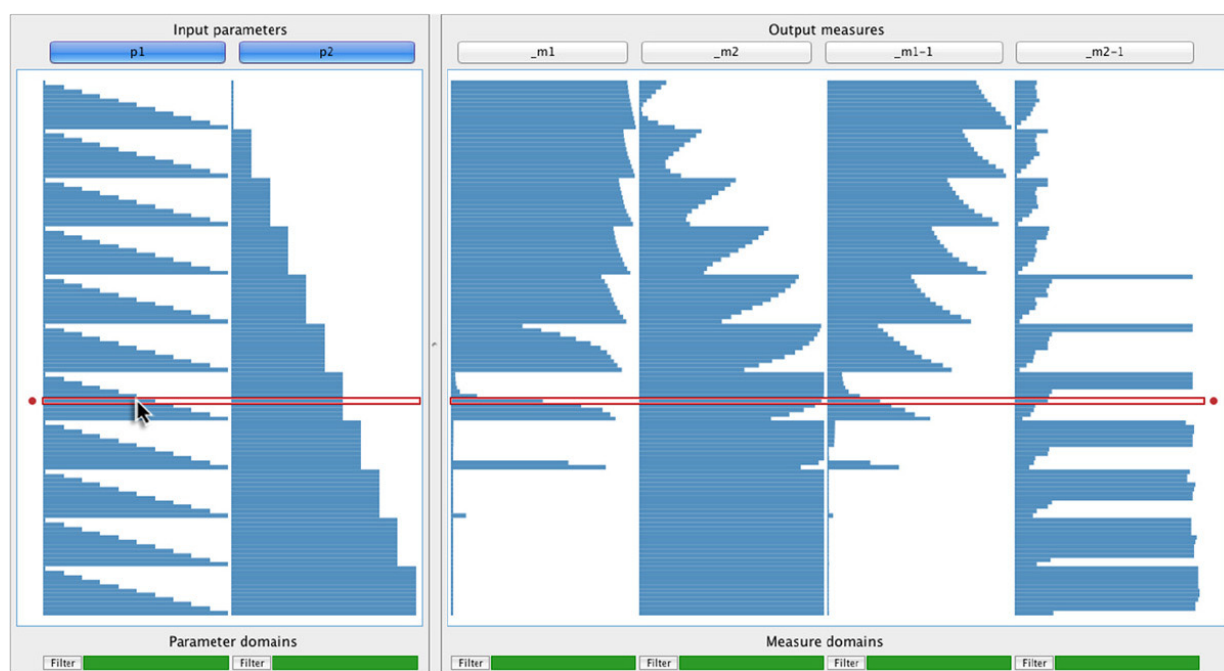 Input parameters Output measures
p1 p2 _m1 _m2 _m1-1 _m2-1
Parameter domains Measure domains
Filter Filter Filter Filter Filter Filter